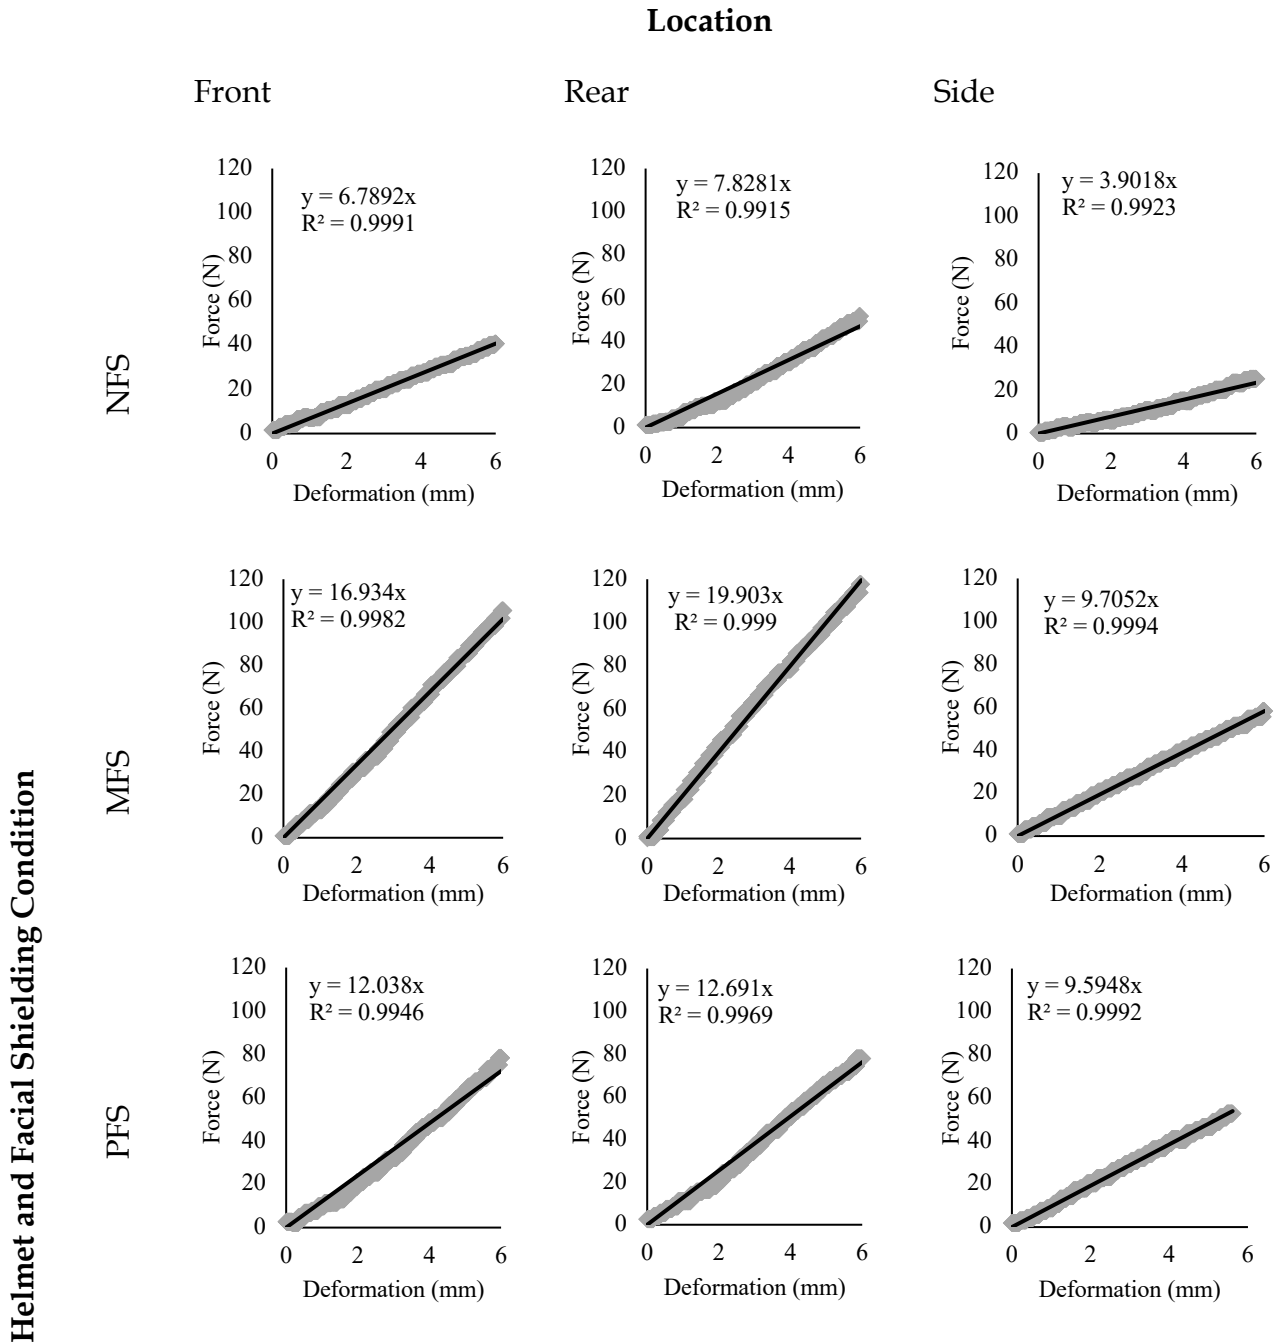 Location
Front
Rear
Side
Helmet and Facial Shielding Condition
NFS
y = 6.7892x
R² = 0.9991
120
100
80
60
40
20
0
Force (N)
0 2 4 6
Deformation (mm)
y = 7.8281x
R² = 0.9915
120
100
80
60
40
20
0
Force (N)
0 2 4 6
Deformation (mm)
y = 3.9018x
R² = 0.9923
120
100
80
60
40
20
0
Force (N)
0 2 4 6
Deformation (mm)
MFS
y = 16.934x
R² = 0.9982
120
100
80
60
40
20
0
Force (N)
0 2 4 6
Deformation (mm)
y = 19.903x
R² = 0.999
120
100
80
60
40
20
0
Force (N)
0 2 4 6
Deformation (mm)
y = 9.7052x
R² = 0.9994
120
100
80
60
40
20
0
Force (N)
0 2 4 6
Deformation (mm)
PFS
y = 12.038x
R² = 0.9946
120
100
80
60
40
20
0
Force (N)
0 2 4 6
Deformation (mm)
y = 12.691x
R² = 0.9969
120
100
80
60
40
20
0
Force (N)
0 2 4 6
Deformation (mm)
y = 9.5948x
R² = 0.9992
120
100
80
60
40
20
0
Force (N)
0 2 4 6
Deformation (mm)